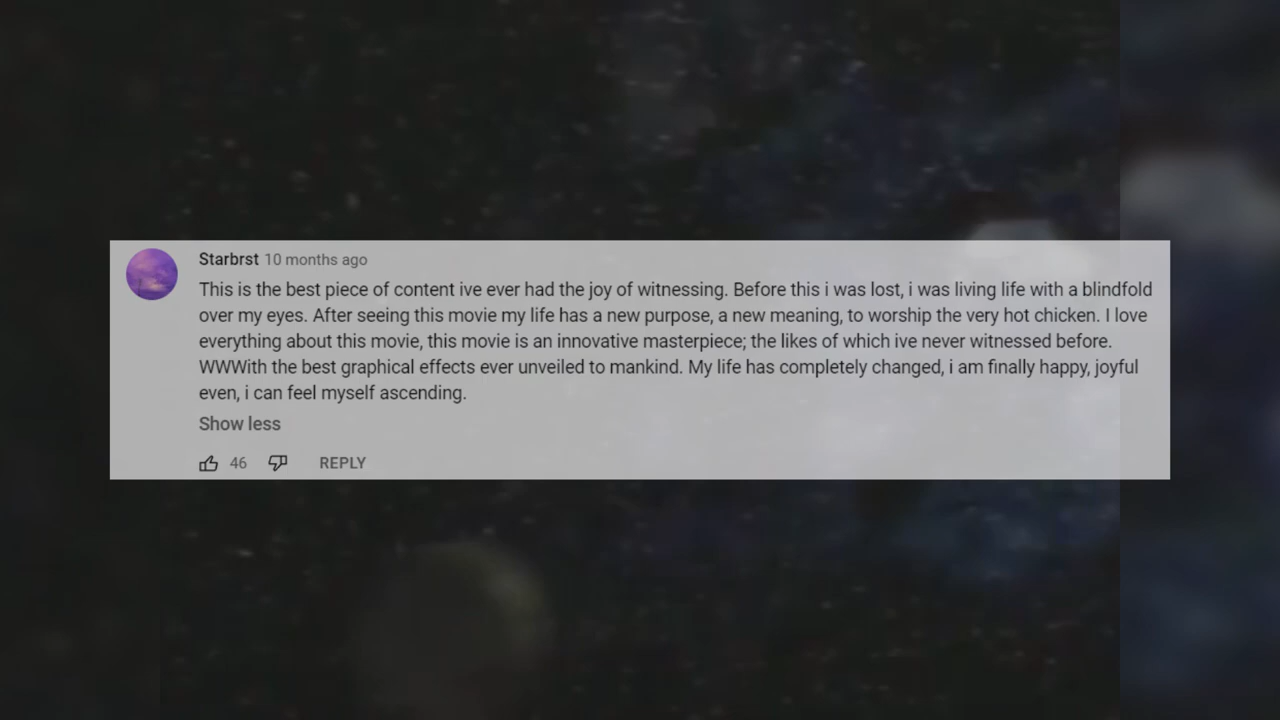 Starbrst 10 months ago
This is the best piece of content ive ever had the joy of witnessing. Before this i was lost, i was living life with a blindfold
over my eyes. After seeing this movie my life has a new purpose, a new meaning, to worship the very hot chicken. I love
everything about this movie, this movie is an innovative masterpiece; the likes of which ive never witnessed before.
WWWith the best graphical effects ever unveiled to mankind. My life has completely changed, i am finally happy, joyful
even, i can feel myself ascending.
Show less
46 REPLY